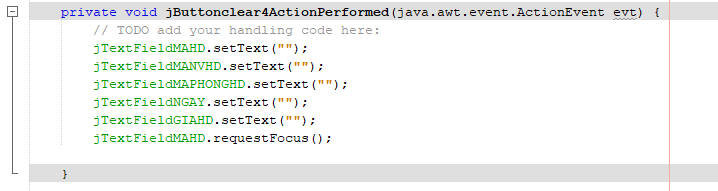 private void jButtonclear4ActionPerformed(java.awt.event.ActionEvent evt) {
// TODO add your handling code here:
jTextFieldMAHD.setText("");
jTextFieldMANVHD.setText("");
jTextFieldMAPHONGHD.setText("");
jTextFieldNGAY.setText("");
jTextFieldGIAHD.setText("");
jTextFieldMAHD.requestFocus();
}